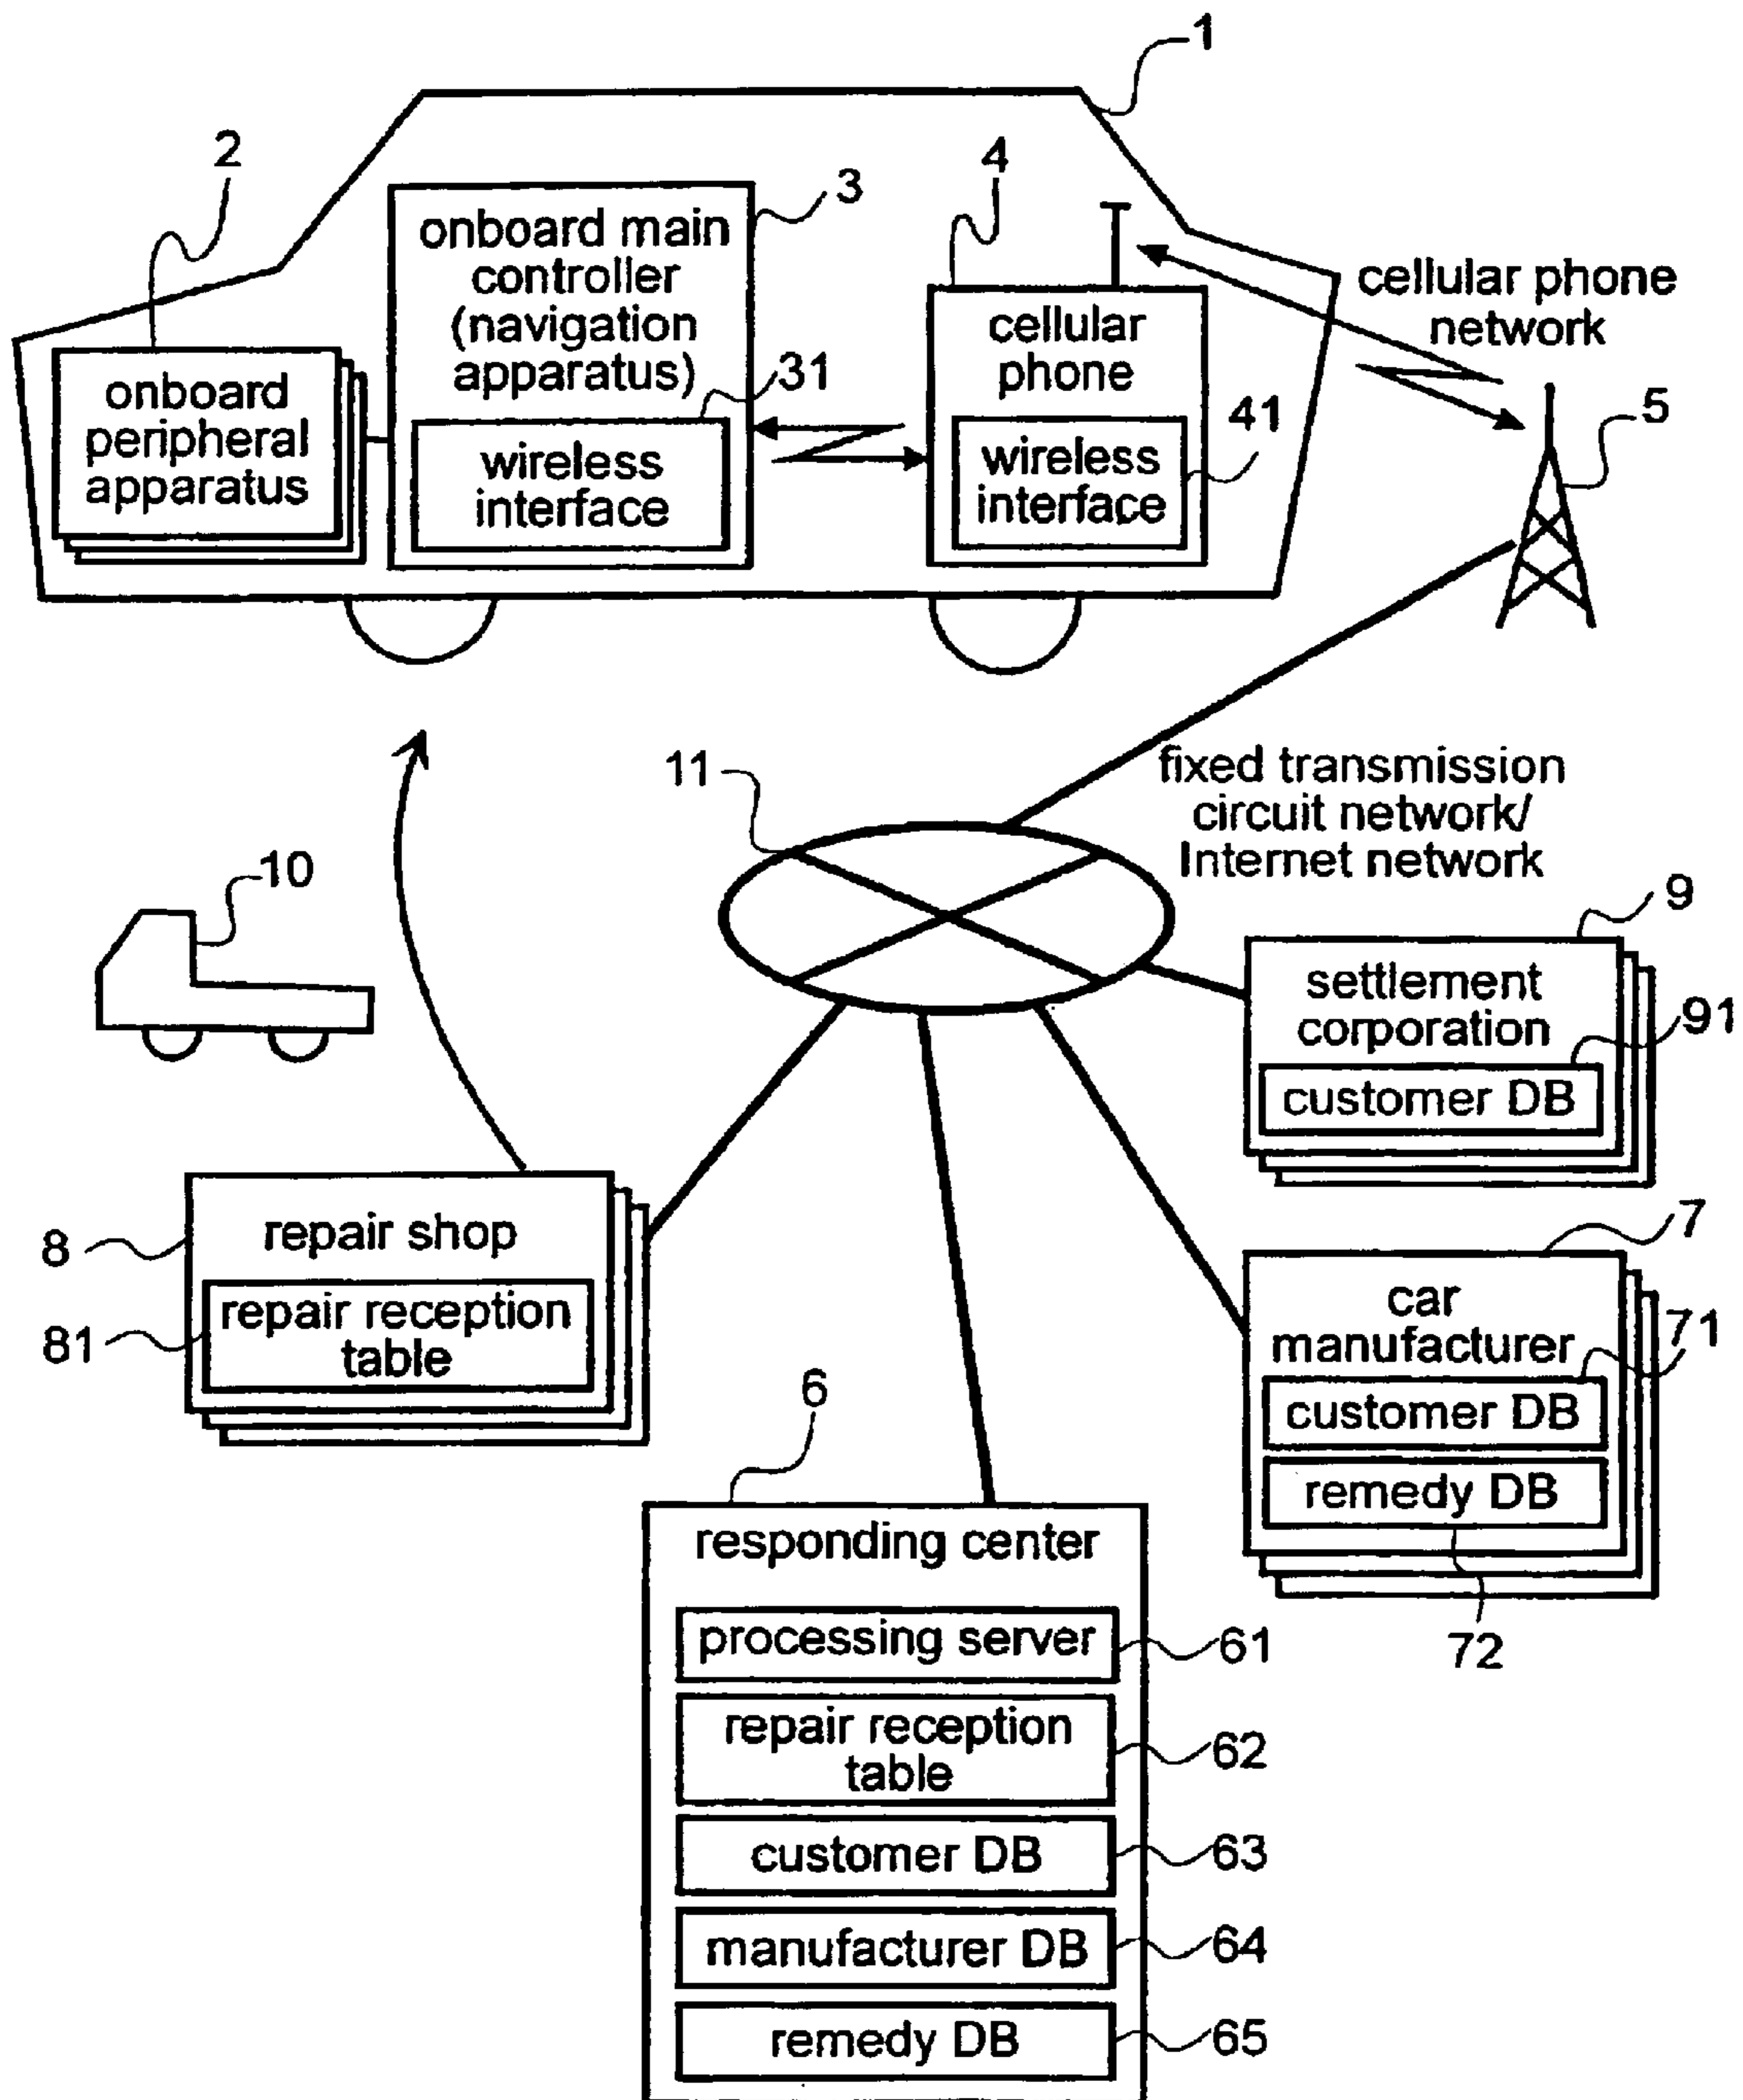 1
2
3
4
onboard main
controller
(navigation
apparatus)
31
wireless
interface
onboard
peripheral
apparatus
cellular
phone
41
wireless
interface
cellular phone
network
5
11
fixed transmission
circuit network/
Internet network
10
9
settlement
corporation
91
customer DB
8
repair shop
81
repair reception
table
7
car
manufacturer
71
customer DB
remedy DB
72
6
responding center
processing server
61
repair reception
table
62
customer DB
63
manufacturer DB
64
remedy DB
65